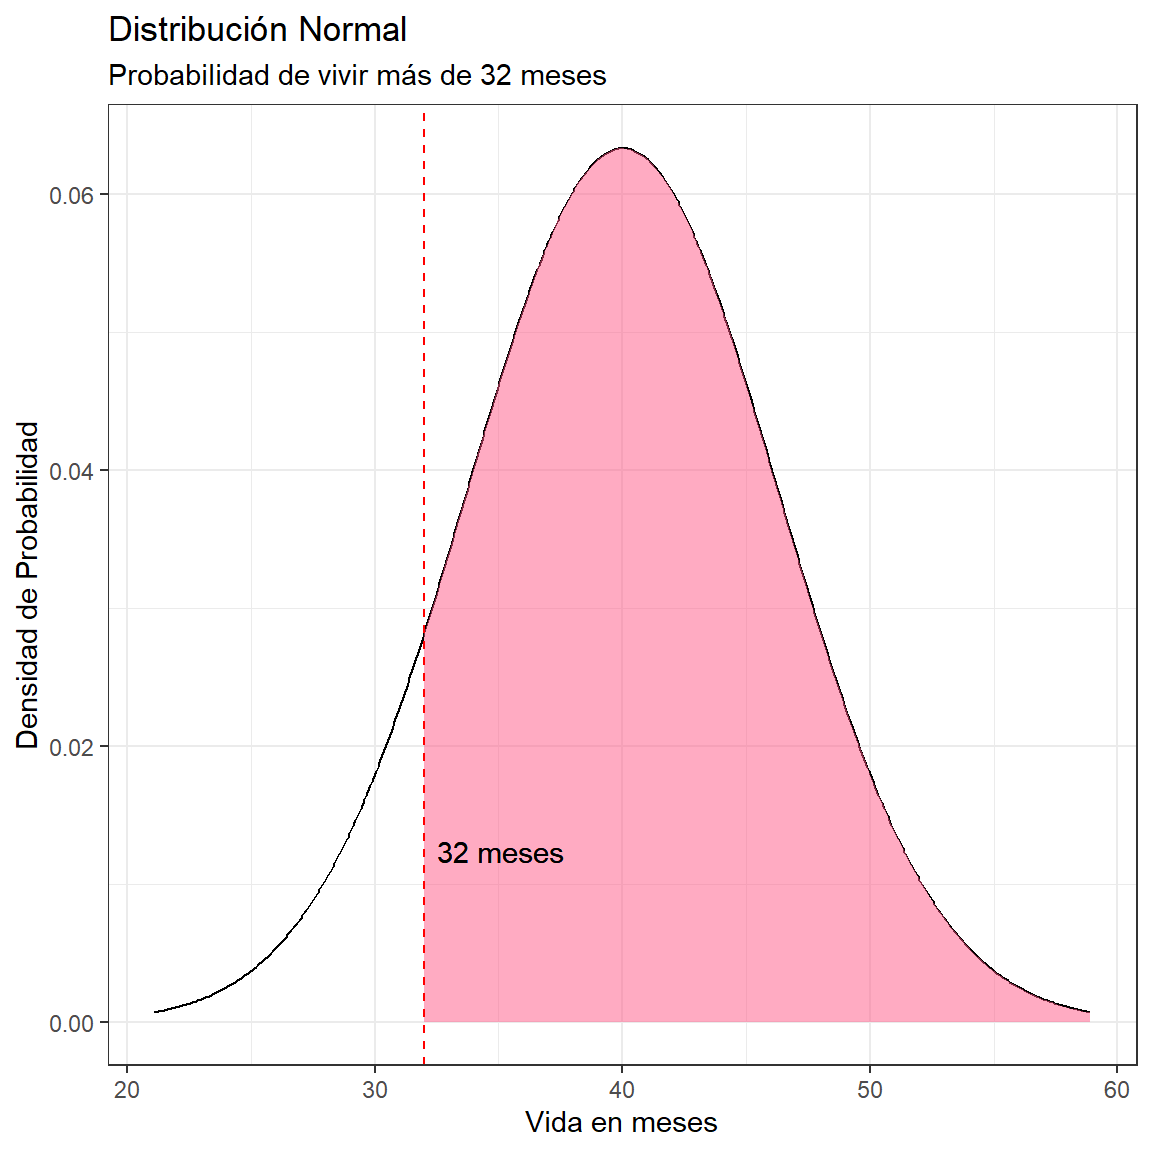 Distribución Normal
Probabilidad de vivir más de 32 meses
Densidad de Probabilidad
0.06
0.04
0.02
0.00
32 meses
20 30 40 50 60
Vida en meses